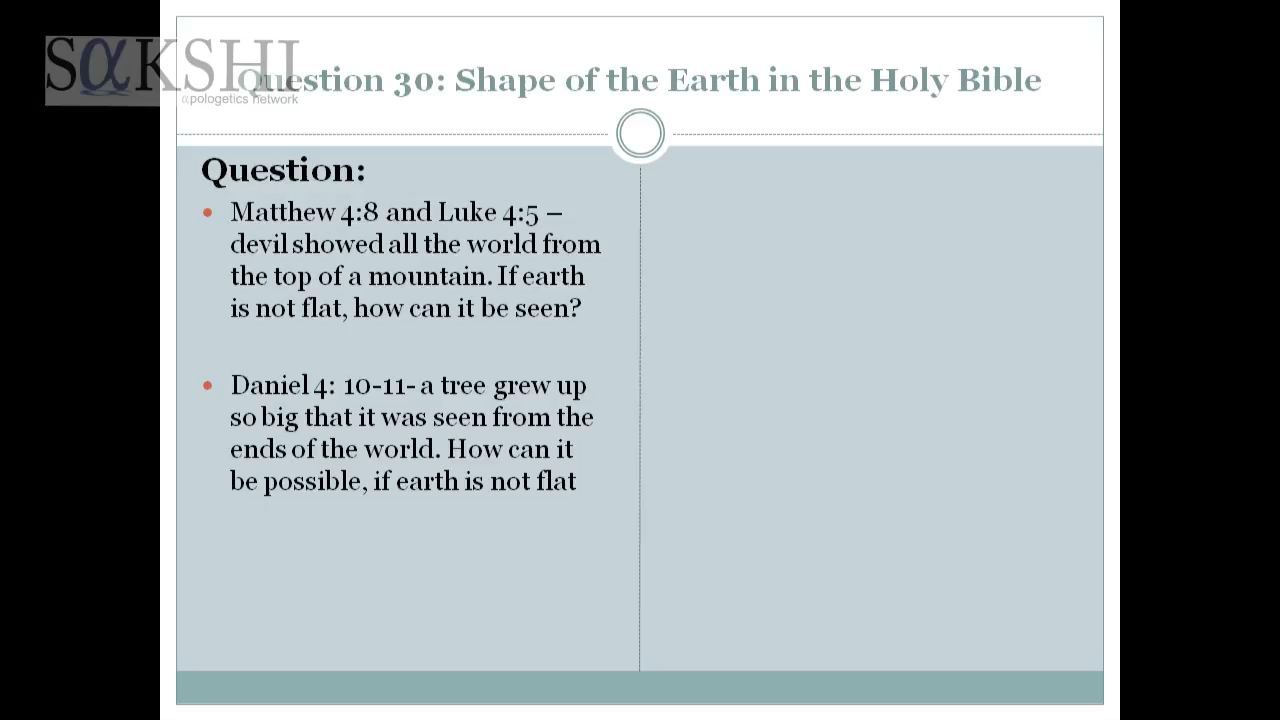 SαKSHI
αpologetics network
Question 30: Shape of the Earth in the Holy Bible
Question:
• Matthew 4:8 and Luke 4:5 –
devil showed all the world from
the top of a mountain. If earth
is not flat, how can it be seen?
• Daniel 4: 10-11- a tree grew up
so big that it was seen from the
ends of the world. How can it
be possible, if earth is not flat